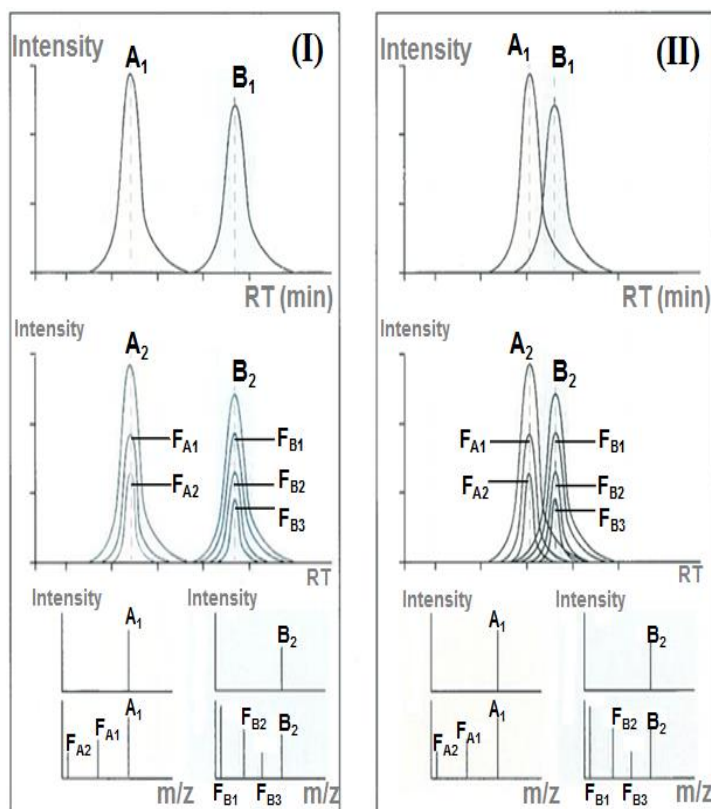 Intensity
(I)
A1
B1
RT (min)
Intensity
A2
B2
FA1
FB1
FA2
FB2
FB3
RT
Intensity
A1
Intensity
B2
A1
FA1
FA2
m/z
FB2
B2
FB1
FB3
m/z
Intensity
(II)
A1
B1
RT (min)
Intensity
A2
B2
FA1
FB1
FA2
FB2
FB3
RT
Intensity
A1
Intensity
B2
A1
FA1
FA2
m/z
FB2
B2
FB1
FB3
m/z